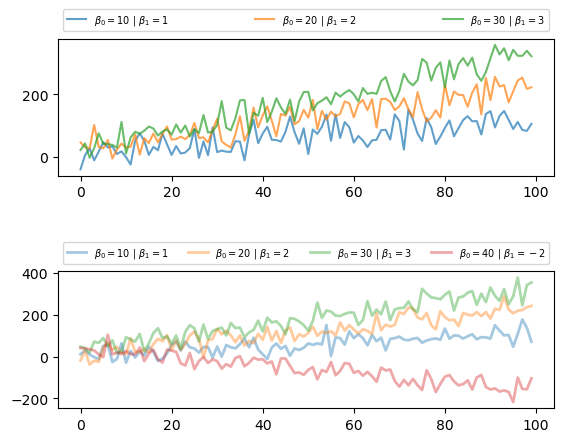 β₀ = 10 | β₁ = 1 β₀ = 20 | β₁ = 2 β₀ = 30 | β₁ = 3
200
0
0 20 40 60 80 100
β₀ = 10 | β₁ = 1 β₀ = 20 | β₁ = 2 β₀ = 30 | β₁ = 3 β₀ = 40 | β₁ = −2
400
200
0
−200
0 20 40 60 80 100